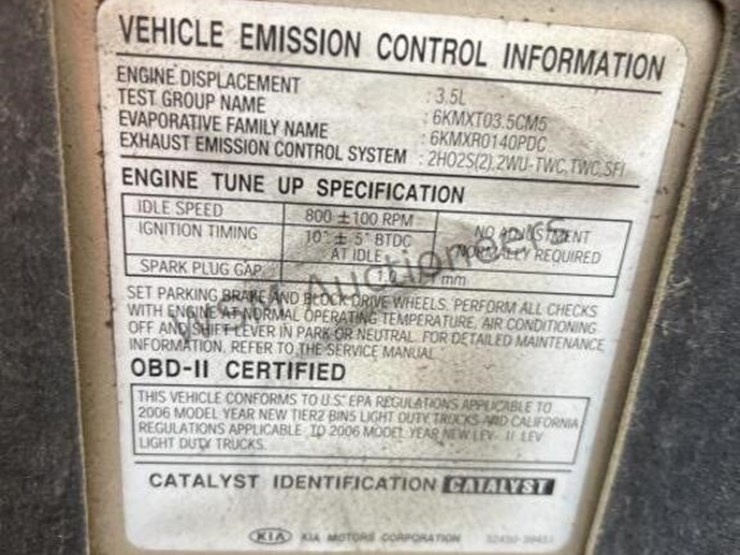 VEHICLE EMISSION CONTROL INFORMATION
ENGINE DISPLACEMENT : 3.5L
TEST GROUP NAME : 6KMXT03.5CM5
EVAPORATIVE FAMILY NAME : 6KMXR0140PDC
EXHAUST EMISSION CONTROL SYSTEM : 2HO2S(2), 2WU-TWC, TWC, SFI
ENGINE TUNE UP SPECIFICATION
IDLE SPEED 800 ± 100 RPM NO ADJUSTMENT
IGNITION TIMING 10° ± 5° BTDC NORMALLY REQUIRED
AT IDLE
SPARK PLUG GAP mm
Auctioneers
SET PARKING BRAKE AND BLOCK DRIVE WHEELS. PERFORM ALL CHECKS
WITH ENGINE AT NORMAL OPERATING TEMPERATURE, AIR CONDITIONING
OFF AND SHIFT LEVER IN PARK OR NEUTRAL. FOR DETAILED MAINTENANCE
INFORMATION, REFER TO THE SERVICE MANUAL
OBD-II CERTIFIED
THIS VEHICLE CONFORMS TO U.S. EPA REGULATIONS APPLICABLE TO
2006 MODEL YEAR NEW TIER2 BIN5 LIGHT DUTY TRUCKS AND CALIFORNIA
REGULATIONS APPLICABLE TO 2006 MODEL YEAR NEW LEV-II LEV
LIGHT DUTY TRUCKS.
CATALYST IDENTIFICATION CATALYST
KIA KIA MOTORS CORPORATION